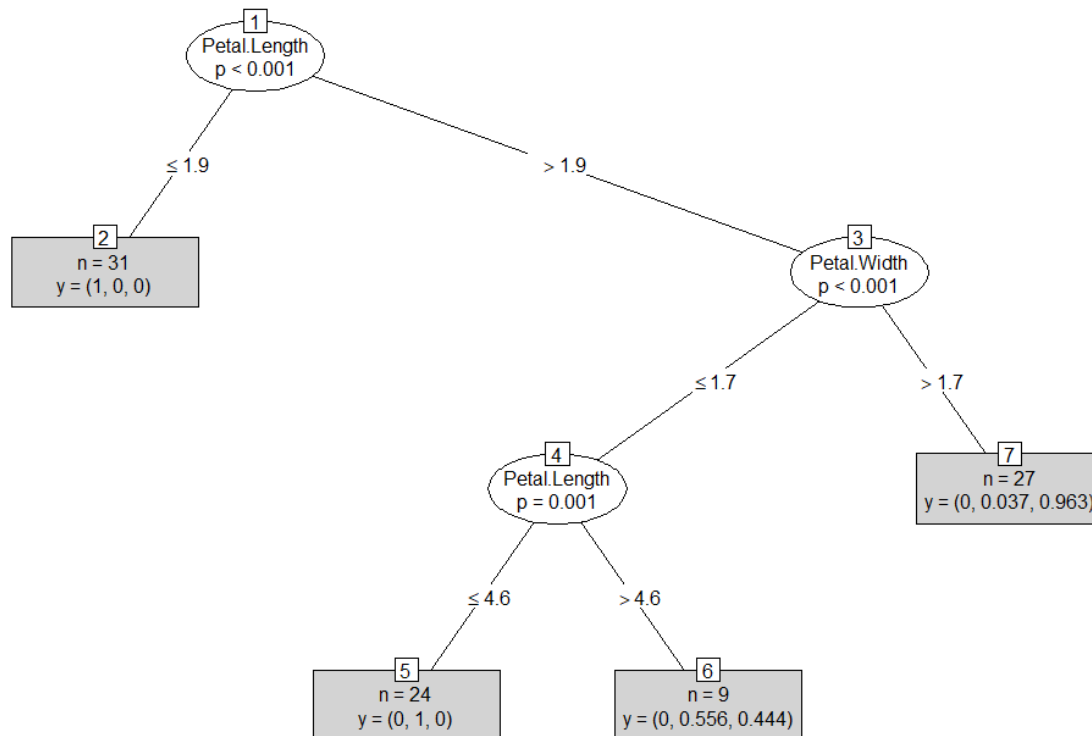 1
Petal.Length
p < 0.001
≤ 1.9
> 1.9
2
n = 31
y = (1, 0, 0)
3
Petal.Width
p < 0.001
≤ 1.7
> 1.7
4
Petal.Length
p = 0.001
7
n = 27
y = (0, 0.037, 0.963)
≤ 4.6
> 4.6
5
n = 24
y = (0, 1, 0)
6
n = 9
y = (0, 0.556, 0.444)